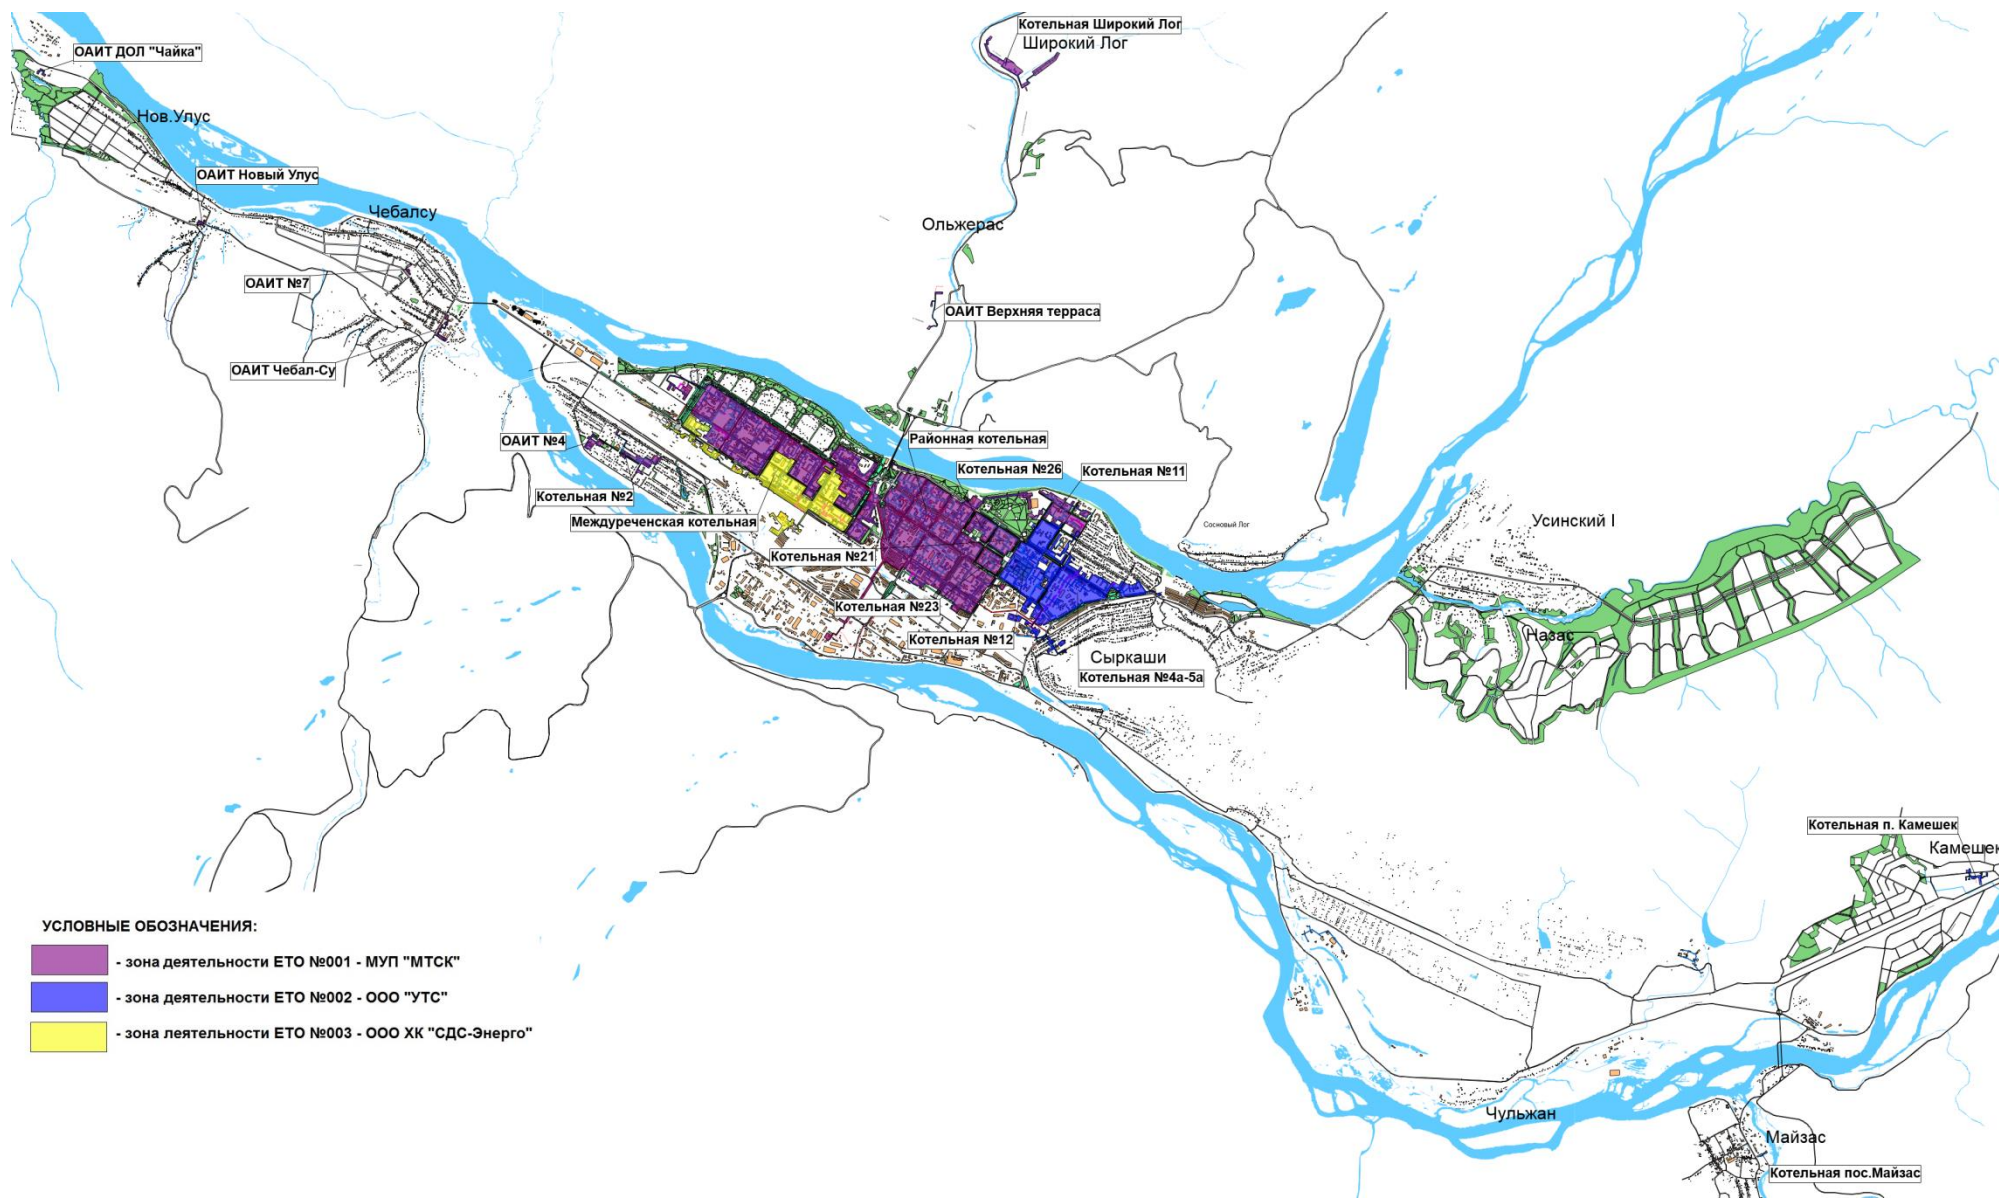 Котельная Широкий Лог
Широкий Лог
ОАИТ ДОЛ "Чайка"
Нов.Улус
ОАИТ Новый Улус
Чебалсу
Ольжерас
ОАИТ №7
ОАИТ Верхняя терраса
ОАИТ Чебал-Су
ОАИТ №4
Районная котельная
Котельная №26
Котельная №11
Котельная №2
Междуреченская котельная
Сосновый Лог
Усинский I
Котельная №21
Котельная №23
Котельная №12
Назас
Сыркаши
Котельная №4а-5а
Котельная п. Камешек
Камешек
УСЛОВНЫЕ ОБОЗНАЧЕНИЯ:
- зона деятельности ЕТО №001 - МУП "МТСК"
- зона деятельности ЕТО №002 - ООО "УТС"
- зона леятельности ЕТО №003 - ООО ХК "СДС-Энерго"
Чульжан
Майзас
Котельная пос.Майзас